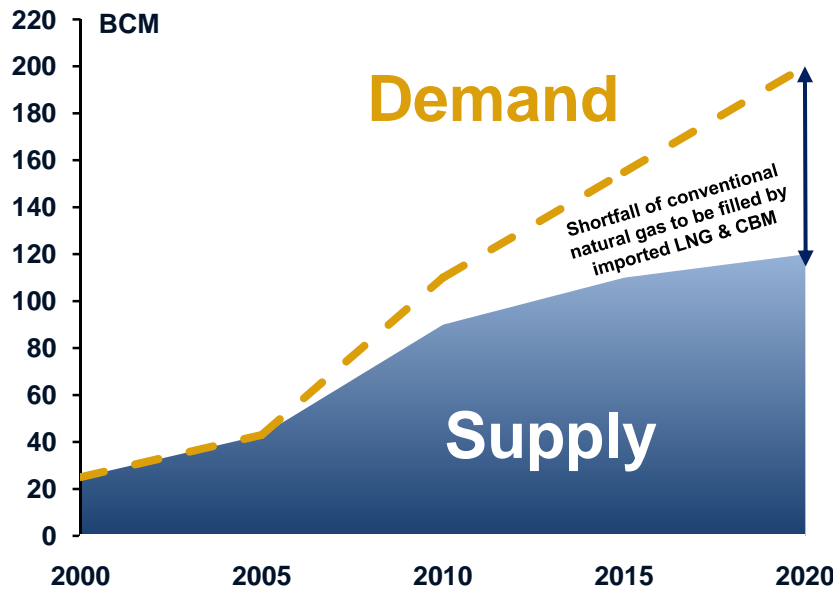 220
BCM
200
180
160
140
120
100
80
60
40
20
0
Demand
Shortfall of conventional
natural gas to be filled by
imported LNG & CBM
Supply
2000
2005
2010
2015
2020